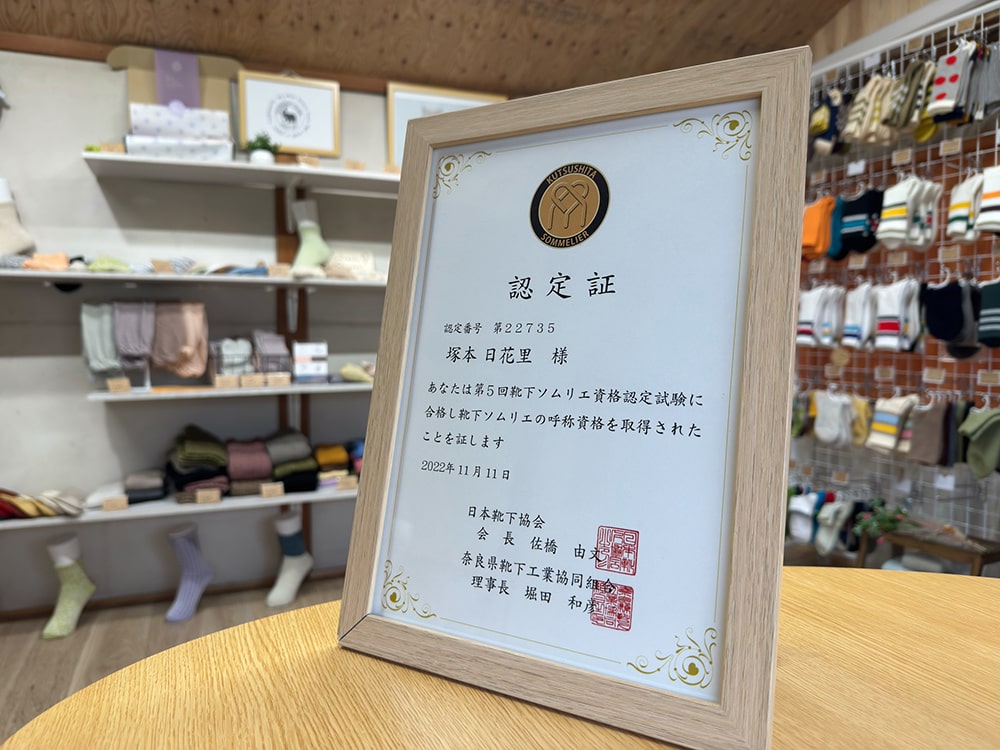 KUTSUSHITA
SOMMELIER
認定証
認定番号 第22735
塚本 日花里 様
あなたは第5回靴下ソムリエ資格認定試験に
合格し靴下ソムリエの呼称資格を取得された
ことを証します
2022年11月11日
日本靴下協会
会 長 佐橋 由文
奈良県靴下工業協同組合
理事長 堀田 和彦